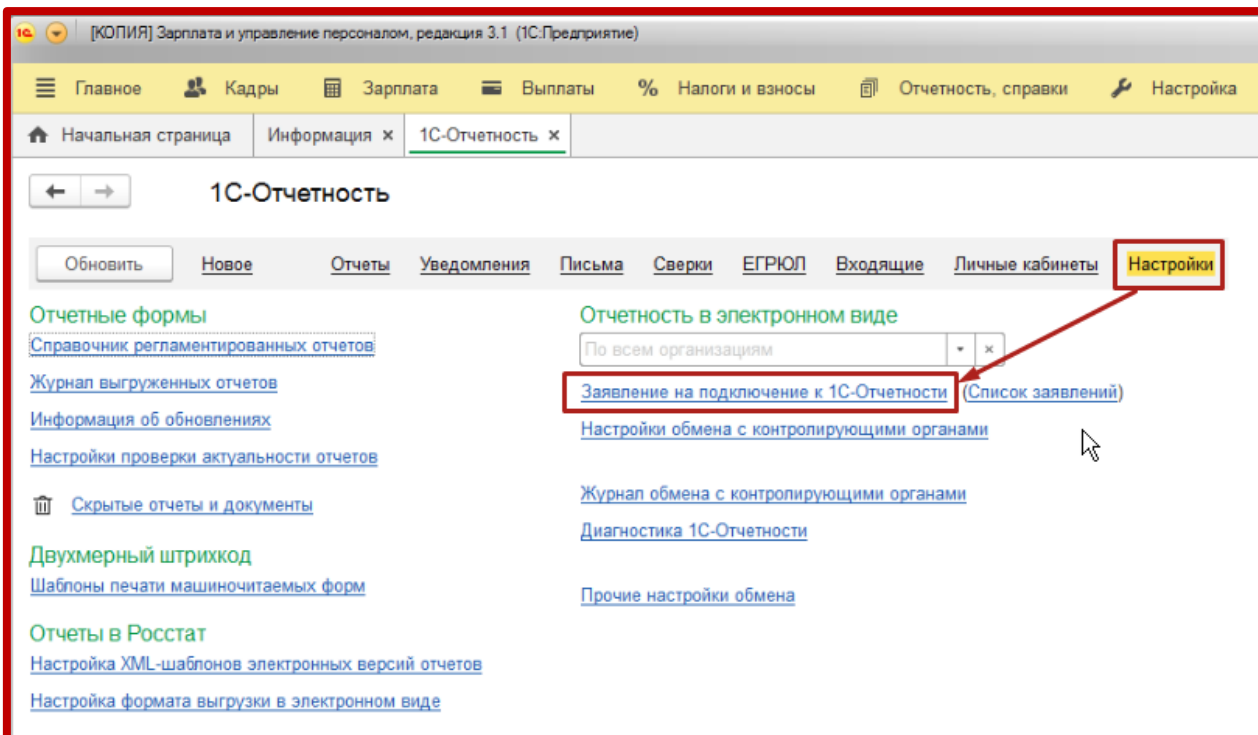 1С [КОПИЯ] Зарплата и управление персоналом, редакция 3.1 (1С:Предприятие)
Главное Кадры Зарплата Выплаты % Налоги и взносы Отчетность, справки Настройка
Начальная страница Информация × 1С-Отчетность ×
1С-Отчетность
Обновить Новое Отчеты Уведомления Письма Сверки ЕГРЮЛ Входящие Личные кабинеты Настройки
Отчетные формы
Справочник регламентированных отчетов
Журнал выгруженных отчетов
Информация об обновлениях
Настройки проверки актуальности отчетов
Скрытые отчеты и документы
Двухмерный штрихкод
Шаблоны печати машиночитаемых форм
Отчеты в Росстат
Настройка XML-шаблонов электронных версий отчетов
Настройка формата выгрузки в электронном виде
Отчетность в электронном виде
По всем организациям
Заявление на подключение к 1С-Отчетности (Список заявлений)
Настройки обмена с контролирующими органами
Журнал обмена с контролирующими органами
Диагностика 1С-Отчетности
Прочие настройки обмена